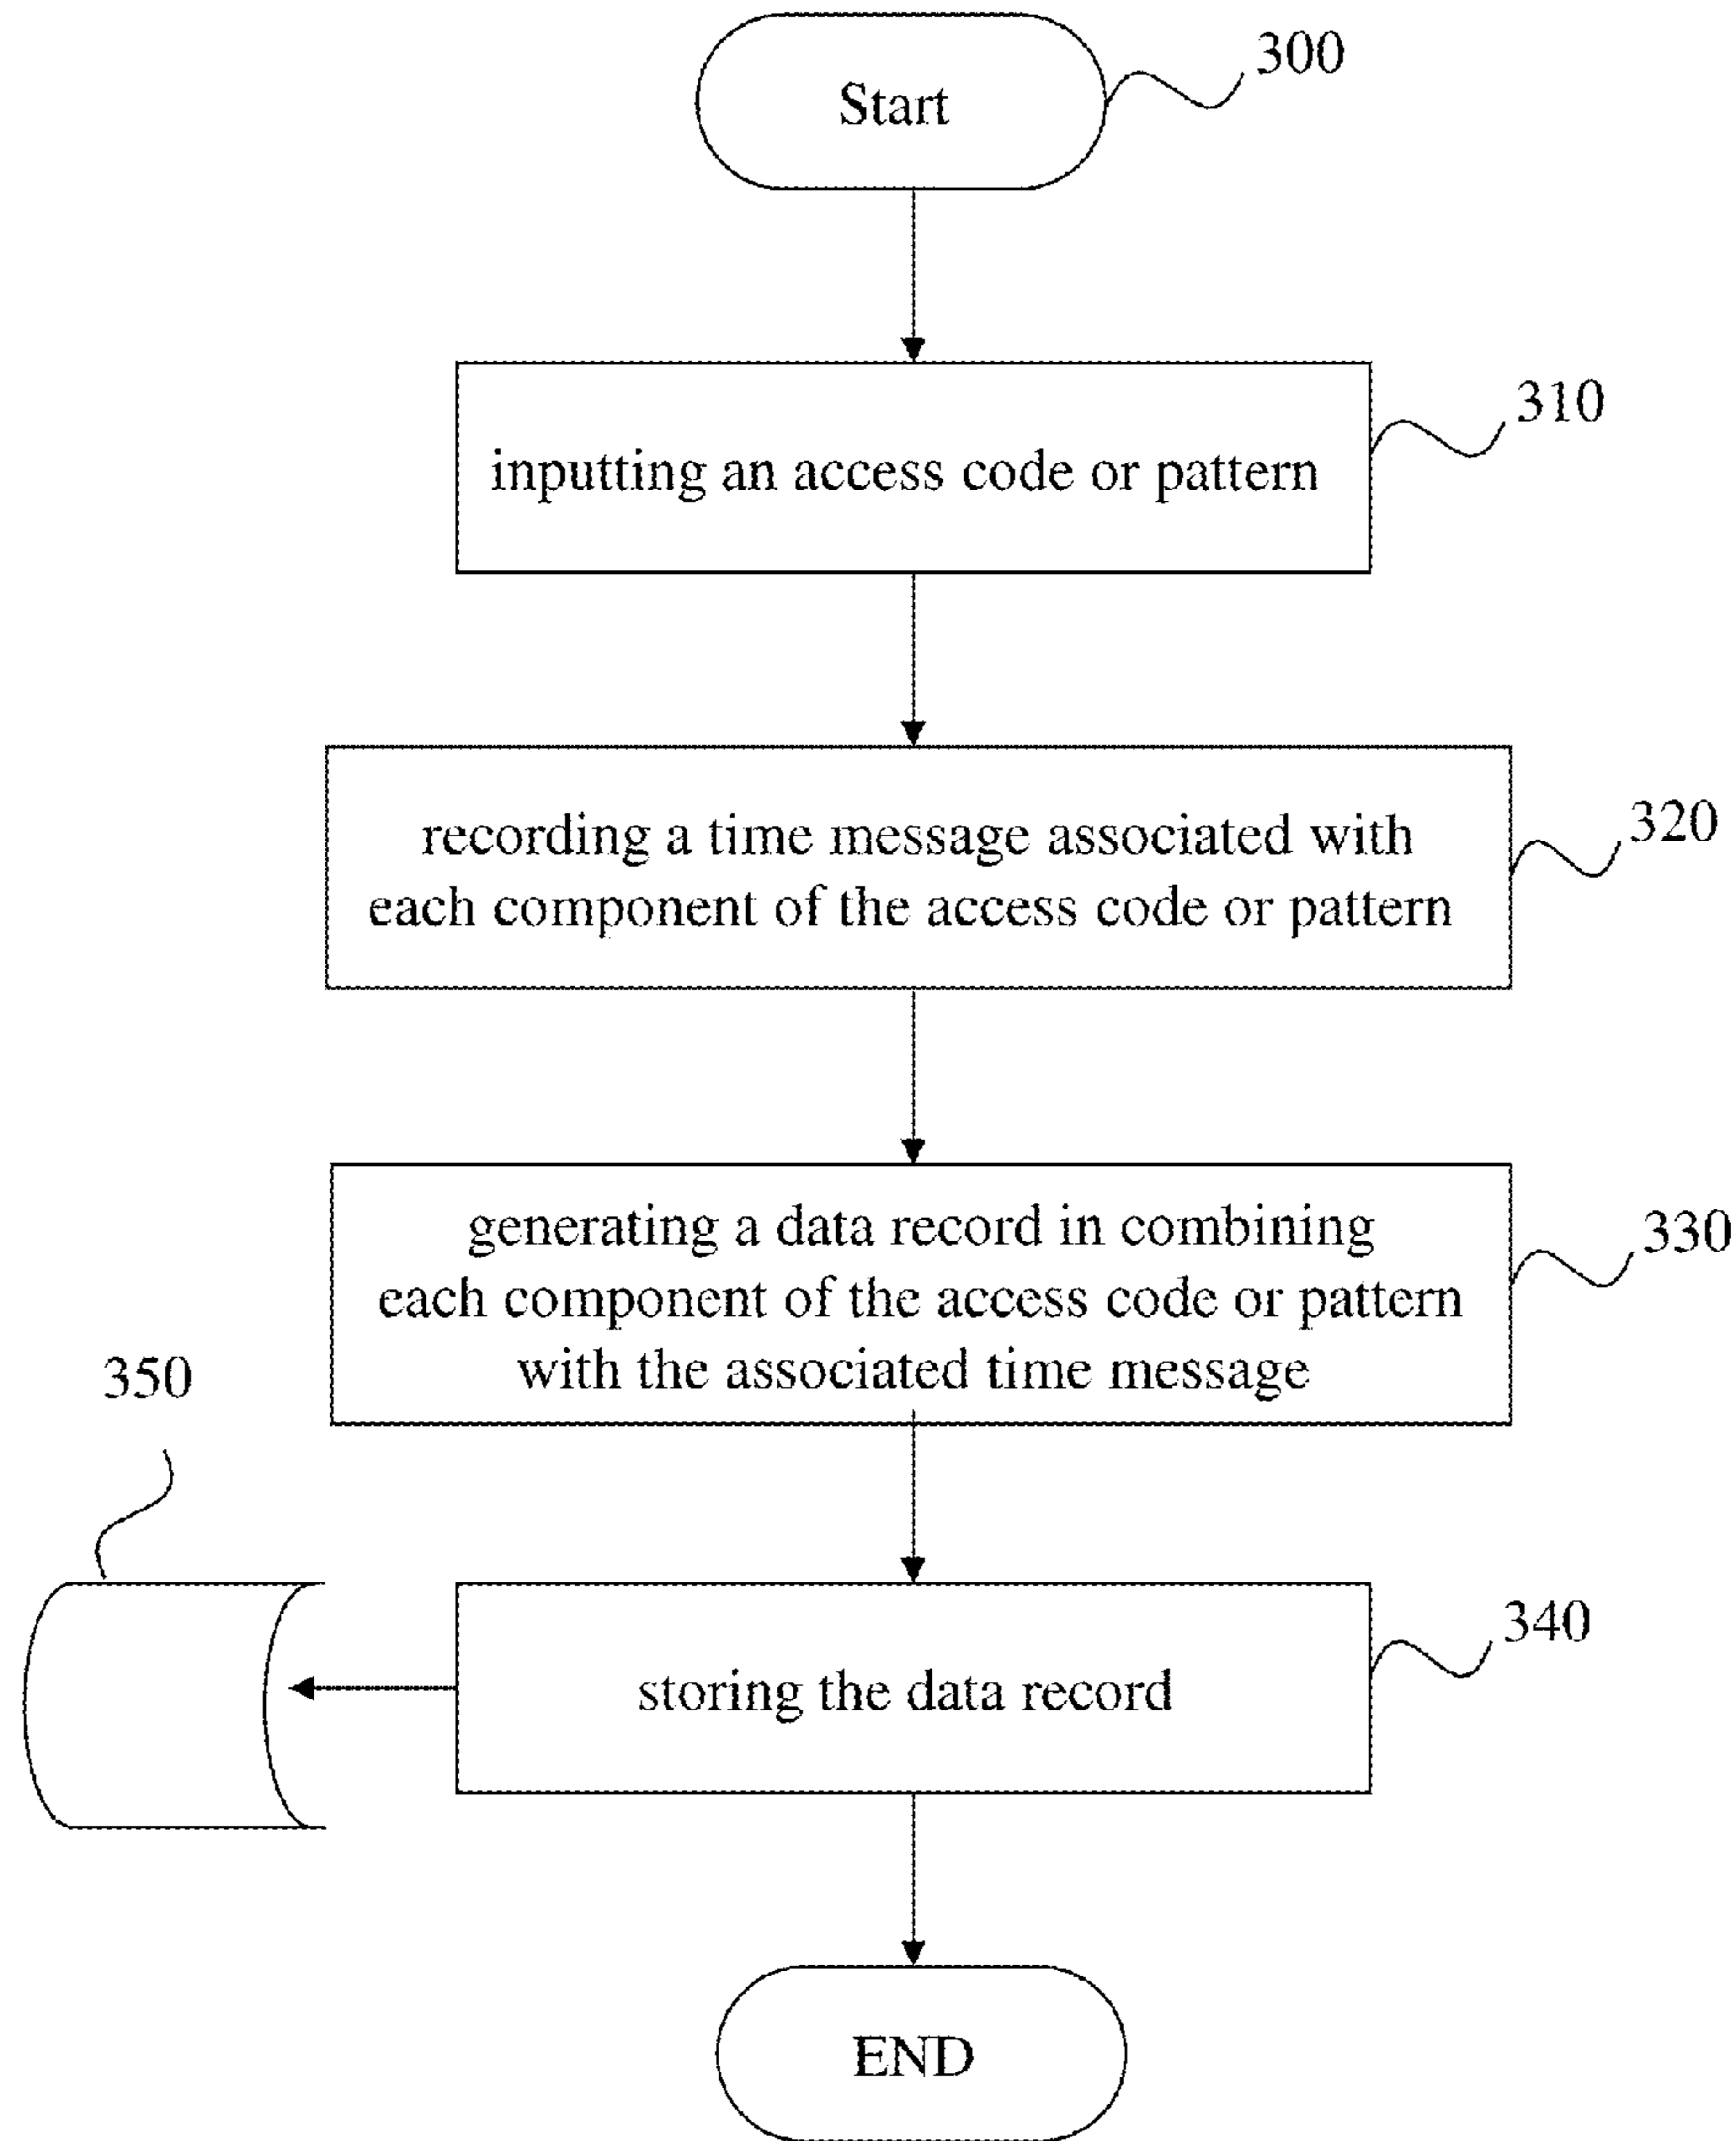 Start
300
inputting an access code or pattern
310
recording a time message associated with
each component of the access code or pattern
320
generating a data record in combining
each component of the access code or pattern
with the associated time message
330
350
storing the data record
340
END